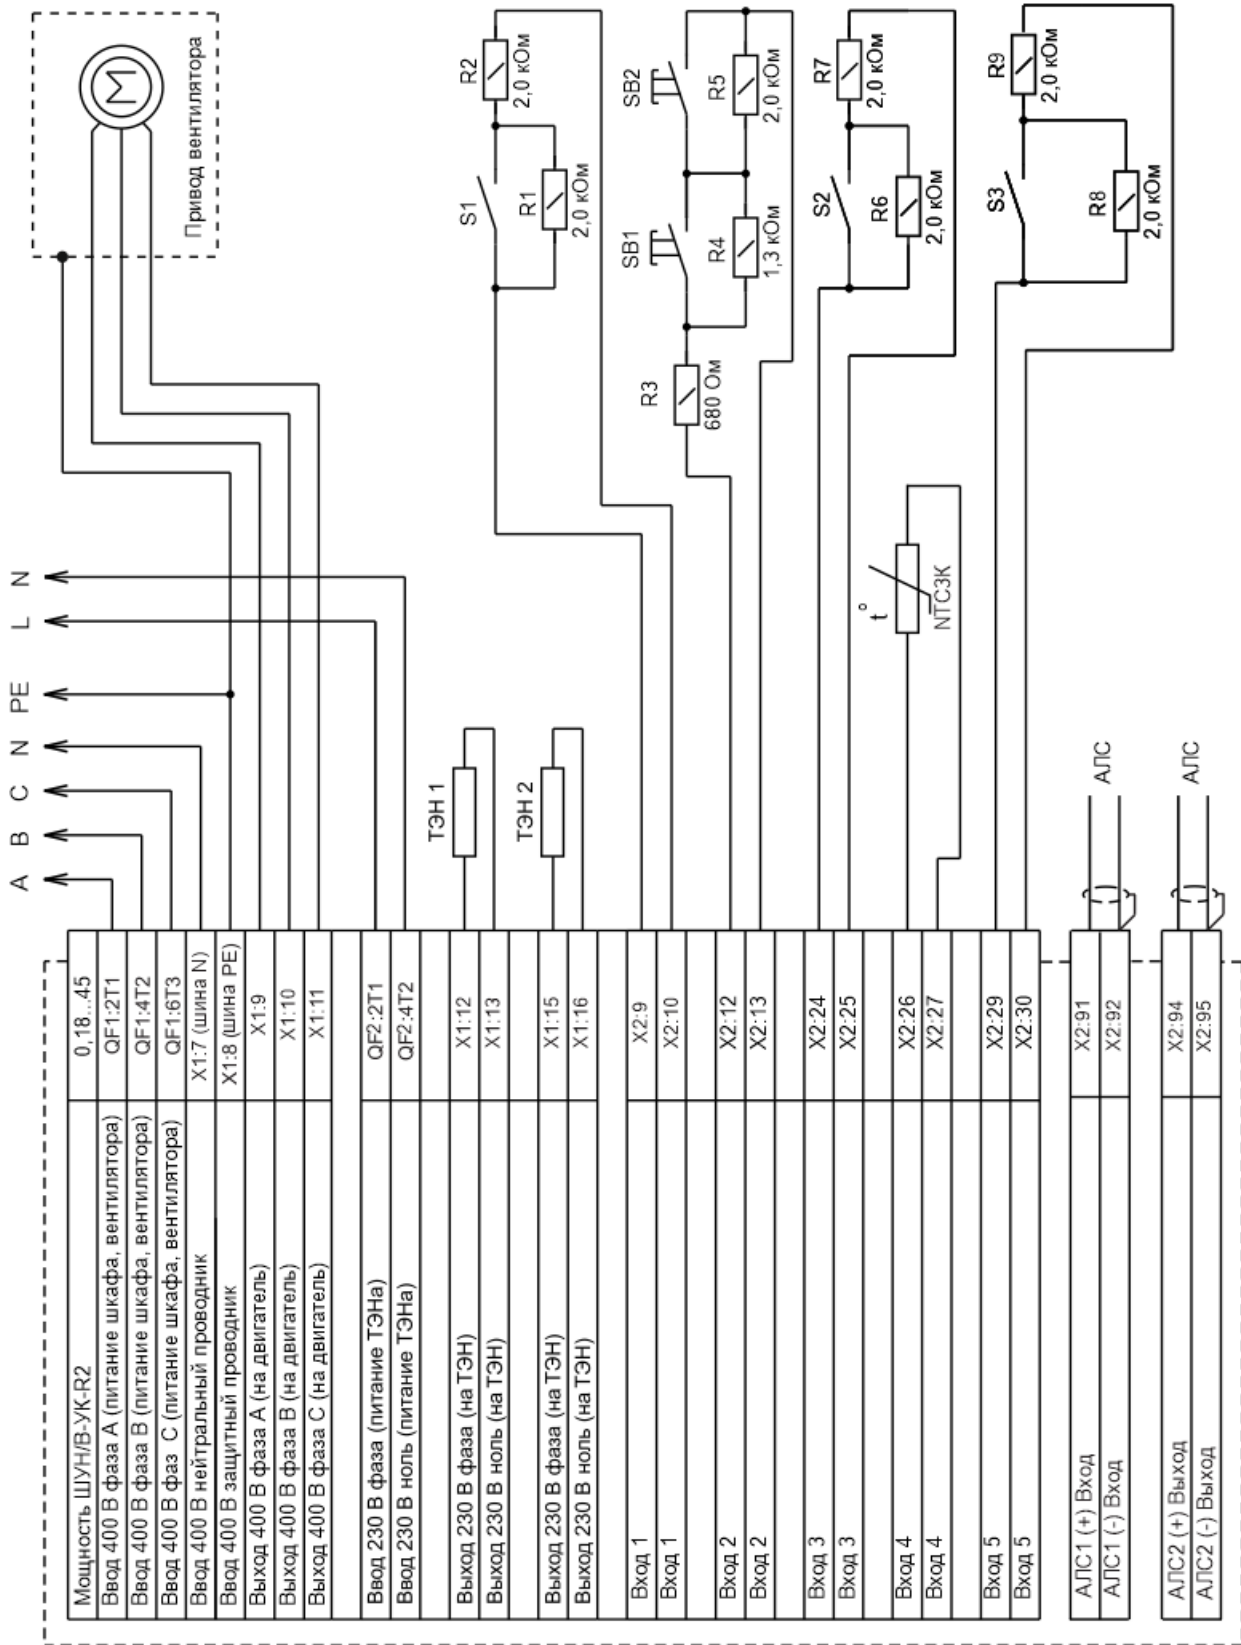 Мощность ШУН/В-УК-R2
0,18...45
Ввод 400 В фаза А (питание шкафа, вентилятора)
QF1:2T1
Ввод 400 В фаза В (питание шкафа, вентилятора)
QF1:4T2
Ввод 400 В фаз С (питание шкафа, вентилятора)
QF1:6T3
Ввод 400 В нейтральный проводник
X1:7 (шина N)
Ввод 400 В защитный проводник
X1:8 (шина PE)
Выход 400 В фаза А (на двигатель)
X1:9
Выход 400 В фаза В (на двигатель)
X1:10
Выход 400 В фаза С (на двигатель)
X1:11
Ввод 230 В фаза (питание ТЭНа)
QF2:2T1
Ввод 230 В ноль (питание ТЭНа)
QF2:4T2
Выход 230 В фаза (на ТЭН)
X1:12
Выход 230 В ноль (на ТЭН)
X1:13
Выход 230 В фаза (на ТЭН)
X1:15
Выход 230 В ноль (на ТЭН)
X1:16
Вход 1
X2:9
Вход 1
X2:10
Вход 2
X2:12
Вход 2
X2:13
Вход 3
X2:24
Вход 3
X2:25
Вход 4
X2:26
Вход 4
X2:27
Вход 5
X2:29
Вход 5
X2:30
АЛС1 (+) Вход
X2:91
АЛС1 (-) Вход
X2:92
АЛС2 (+) Выход
X2:94
АЛС2 (-) Выход
X2:95
A
B
C
N
PE
L
N
M
Привод вентилятора
ТЭН 1
ТЭН 2
S1
R1
2,0 кОм
R2
2,0 кОм
R3
680 Ом
SB1
R4
1,3 кОм
SB2
R5
2,0 кОм
S2
R6
2,0 кОм
R7
2,0 кОм
t°
NTC3K
S3
R8
2,0 кОм
R9
2,0 кОм
АЛС
АЛС